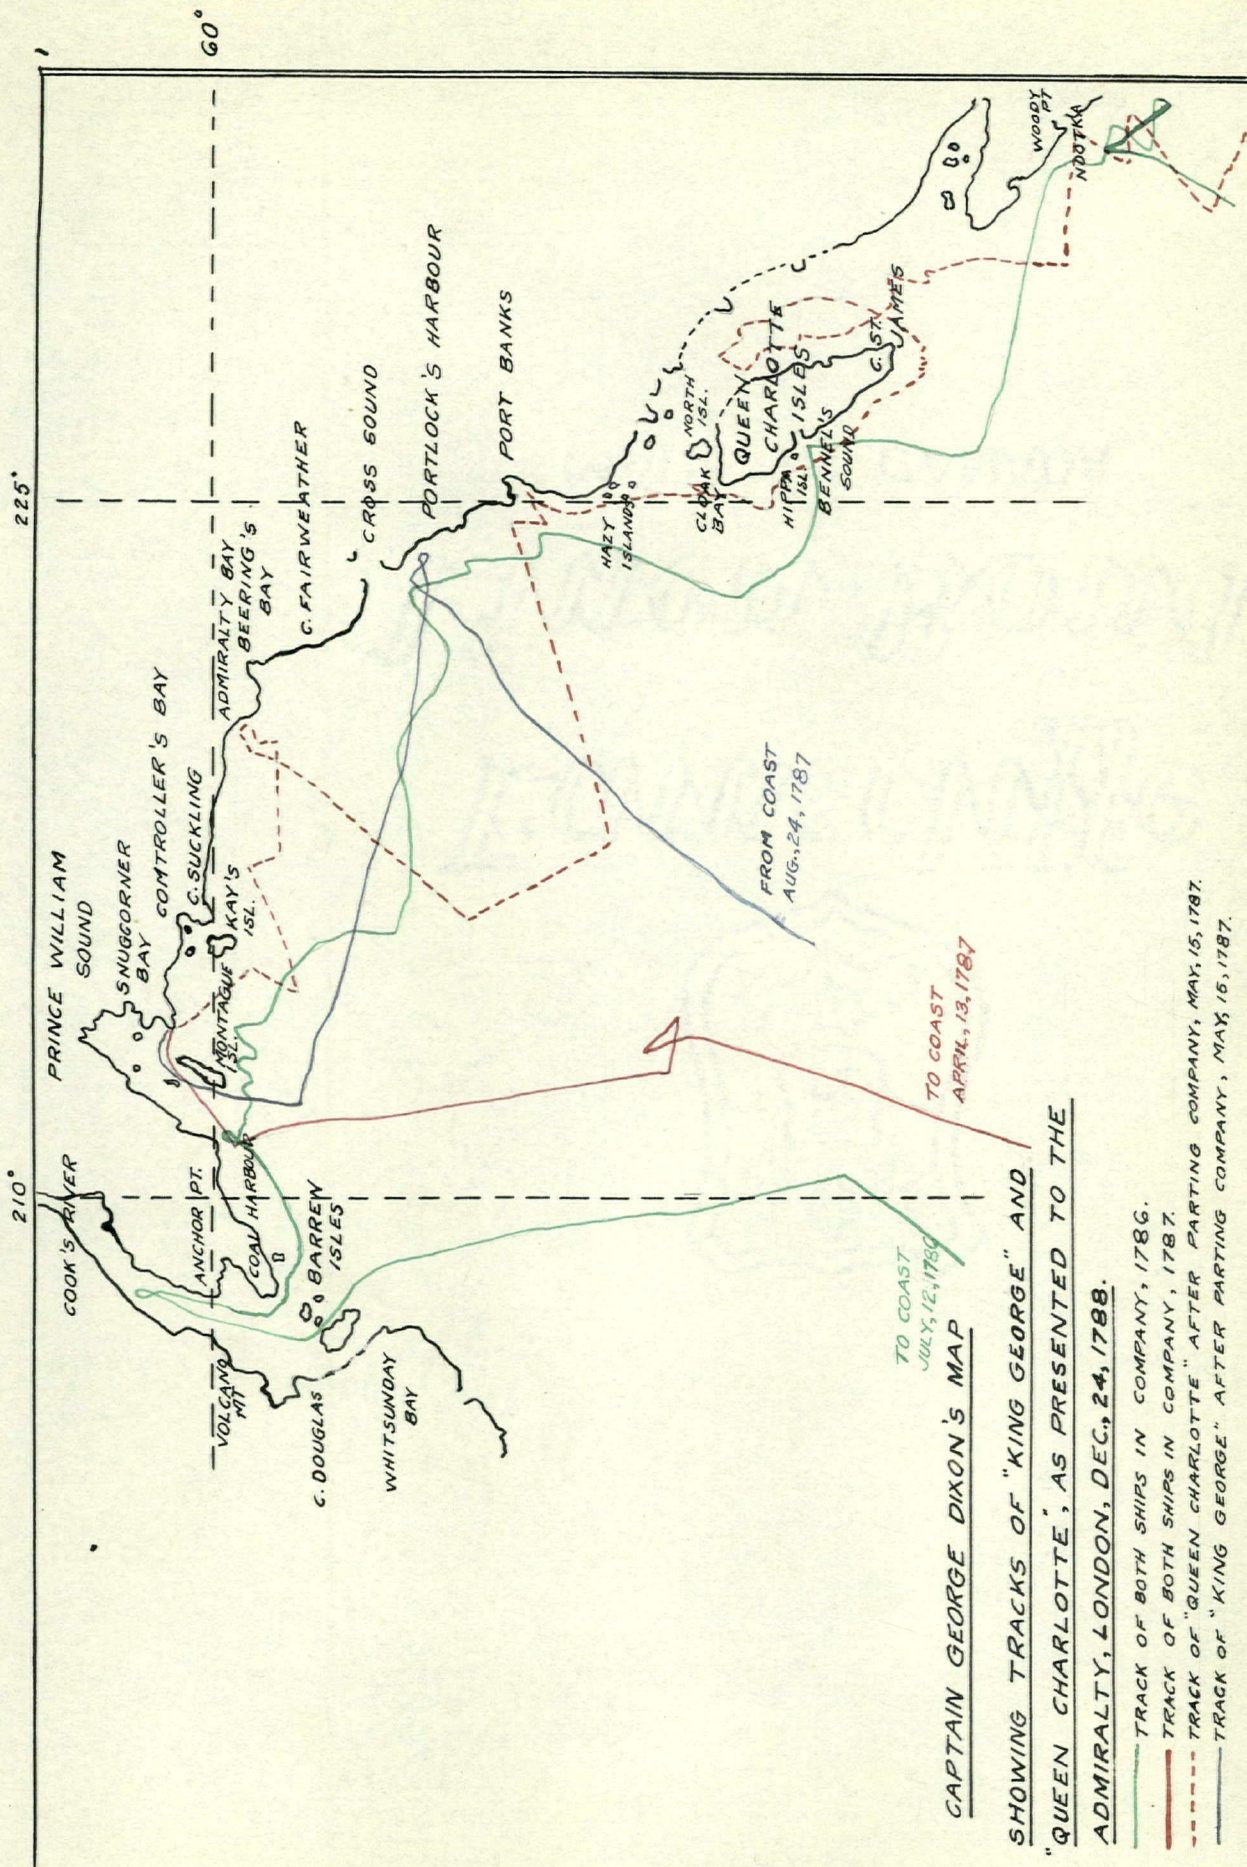 210°
225°
60°
COOK'S RIVER
PRINCE WILLIAM
SOUND
SNUGCORNER
BAY
COMTROLLER'S BAY
C. SUCKLING
KAY'S
ISL.
MONTAGUE
ISL.
ADMIRALTY BAY
BEERING'S
BAY
C. FAIRWEATHER
CROSS SOUND
PORTLOCK'S HARBOUR
PORT BANKS
VOLCANO
MT
ANCHOR PT.
COAL HARBOUR
BARREN
ISLES
C. DOUGLAS
WHITSUNDAY
BAY
HAZY
ISLANDS
CLOAK
BAY
NORTH
ISL.
QUEEN
CHARLOTTE
ISLES
HIPPA
ISL.
BENNEL'S
SOUND
C. ST.
JAMES
WOODY
PT
NOOTKA
FROM COAST
AUG., 24, 1787
TO COAST
APRIL, 13, 1787
TO COAST
JULY, 12, 1786
CAPTAIN GEORGE DIXON'S MAP
SHOWING TRACKS OF "KING GEORGE" AND
"QUEEN CHARLOTTE", AS PRESENTED TO THE
ADMIRALTY, LONDON, DEC., 24, 1788.
TRACK OF BOTH SHIPS IN COMPANY, 1786.
TRACK OF BOTH SHIPS IN COMPANY, 1787.
TRACK OF "QUEEN CHARLOTTE" AFTER PARTING COMPANY, MAY, 15, 1787.
TRACK OF "KING GEORGE" AFTER PARTING COMPANY, MAY, 15, 1787.